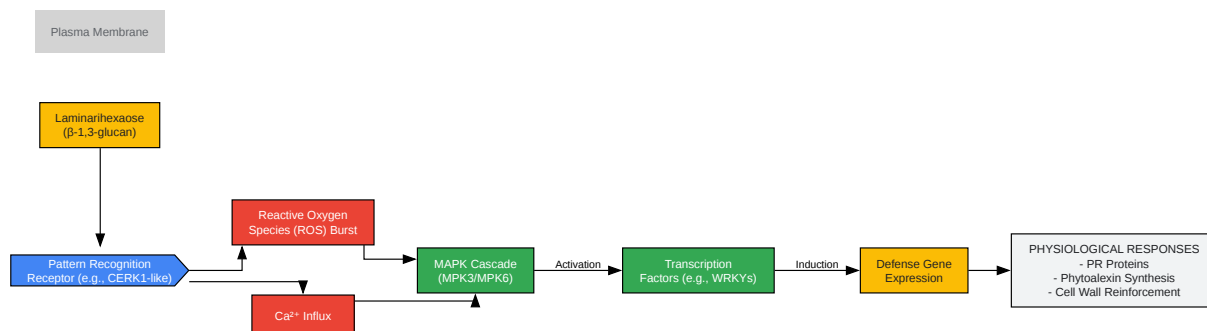 Plasma Membrane
Laminarihexaose
(β-1,3-glucan)
Pattern Recognition
Receptor (e.g., CERK1-like)
Reactive Oxygen
Species (ROS) Burst
Ca²⁺ Influx
MAPK Cascade
(MPK3/MPK6)
Activation
Transcription
Factors (e.g., WRKYs)
Induction
Defense Gene
Expression
PHYSIOLOGICAL RESPONSES
- PR Proteins
- Phytoalexin Synthesis
- Cell Wall Reinforcement